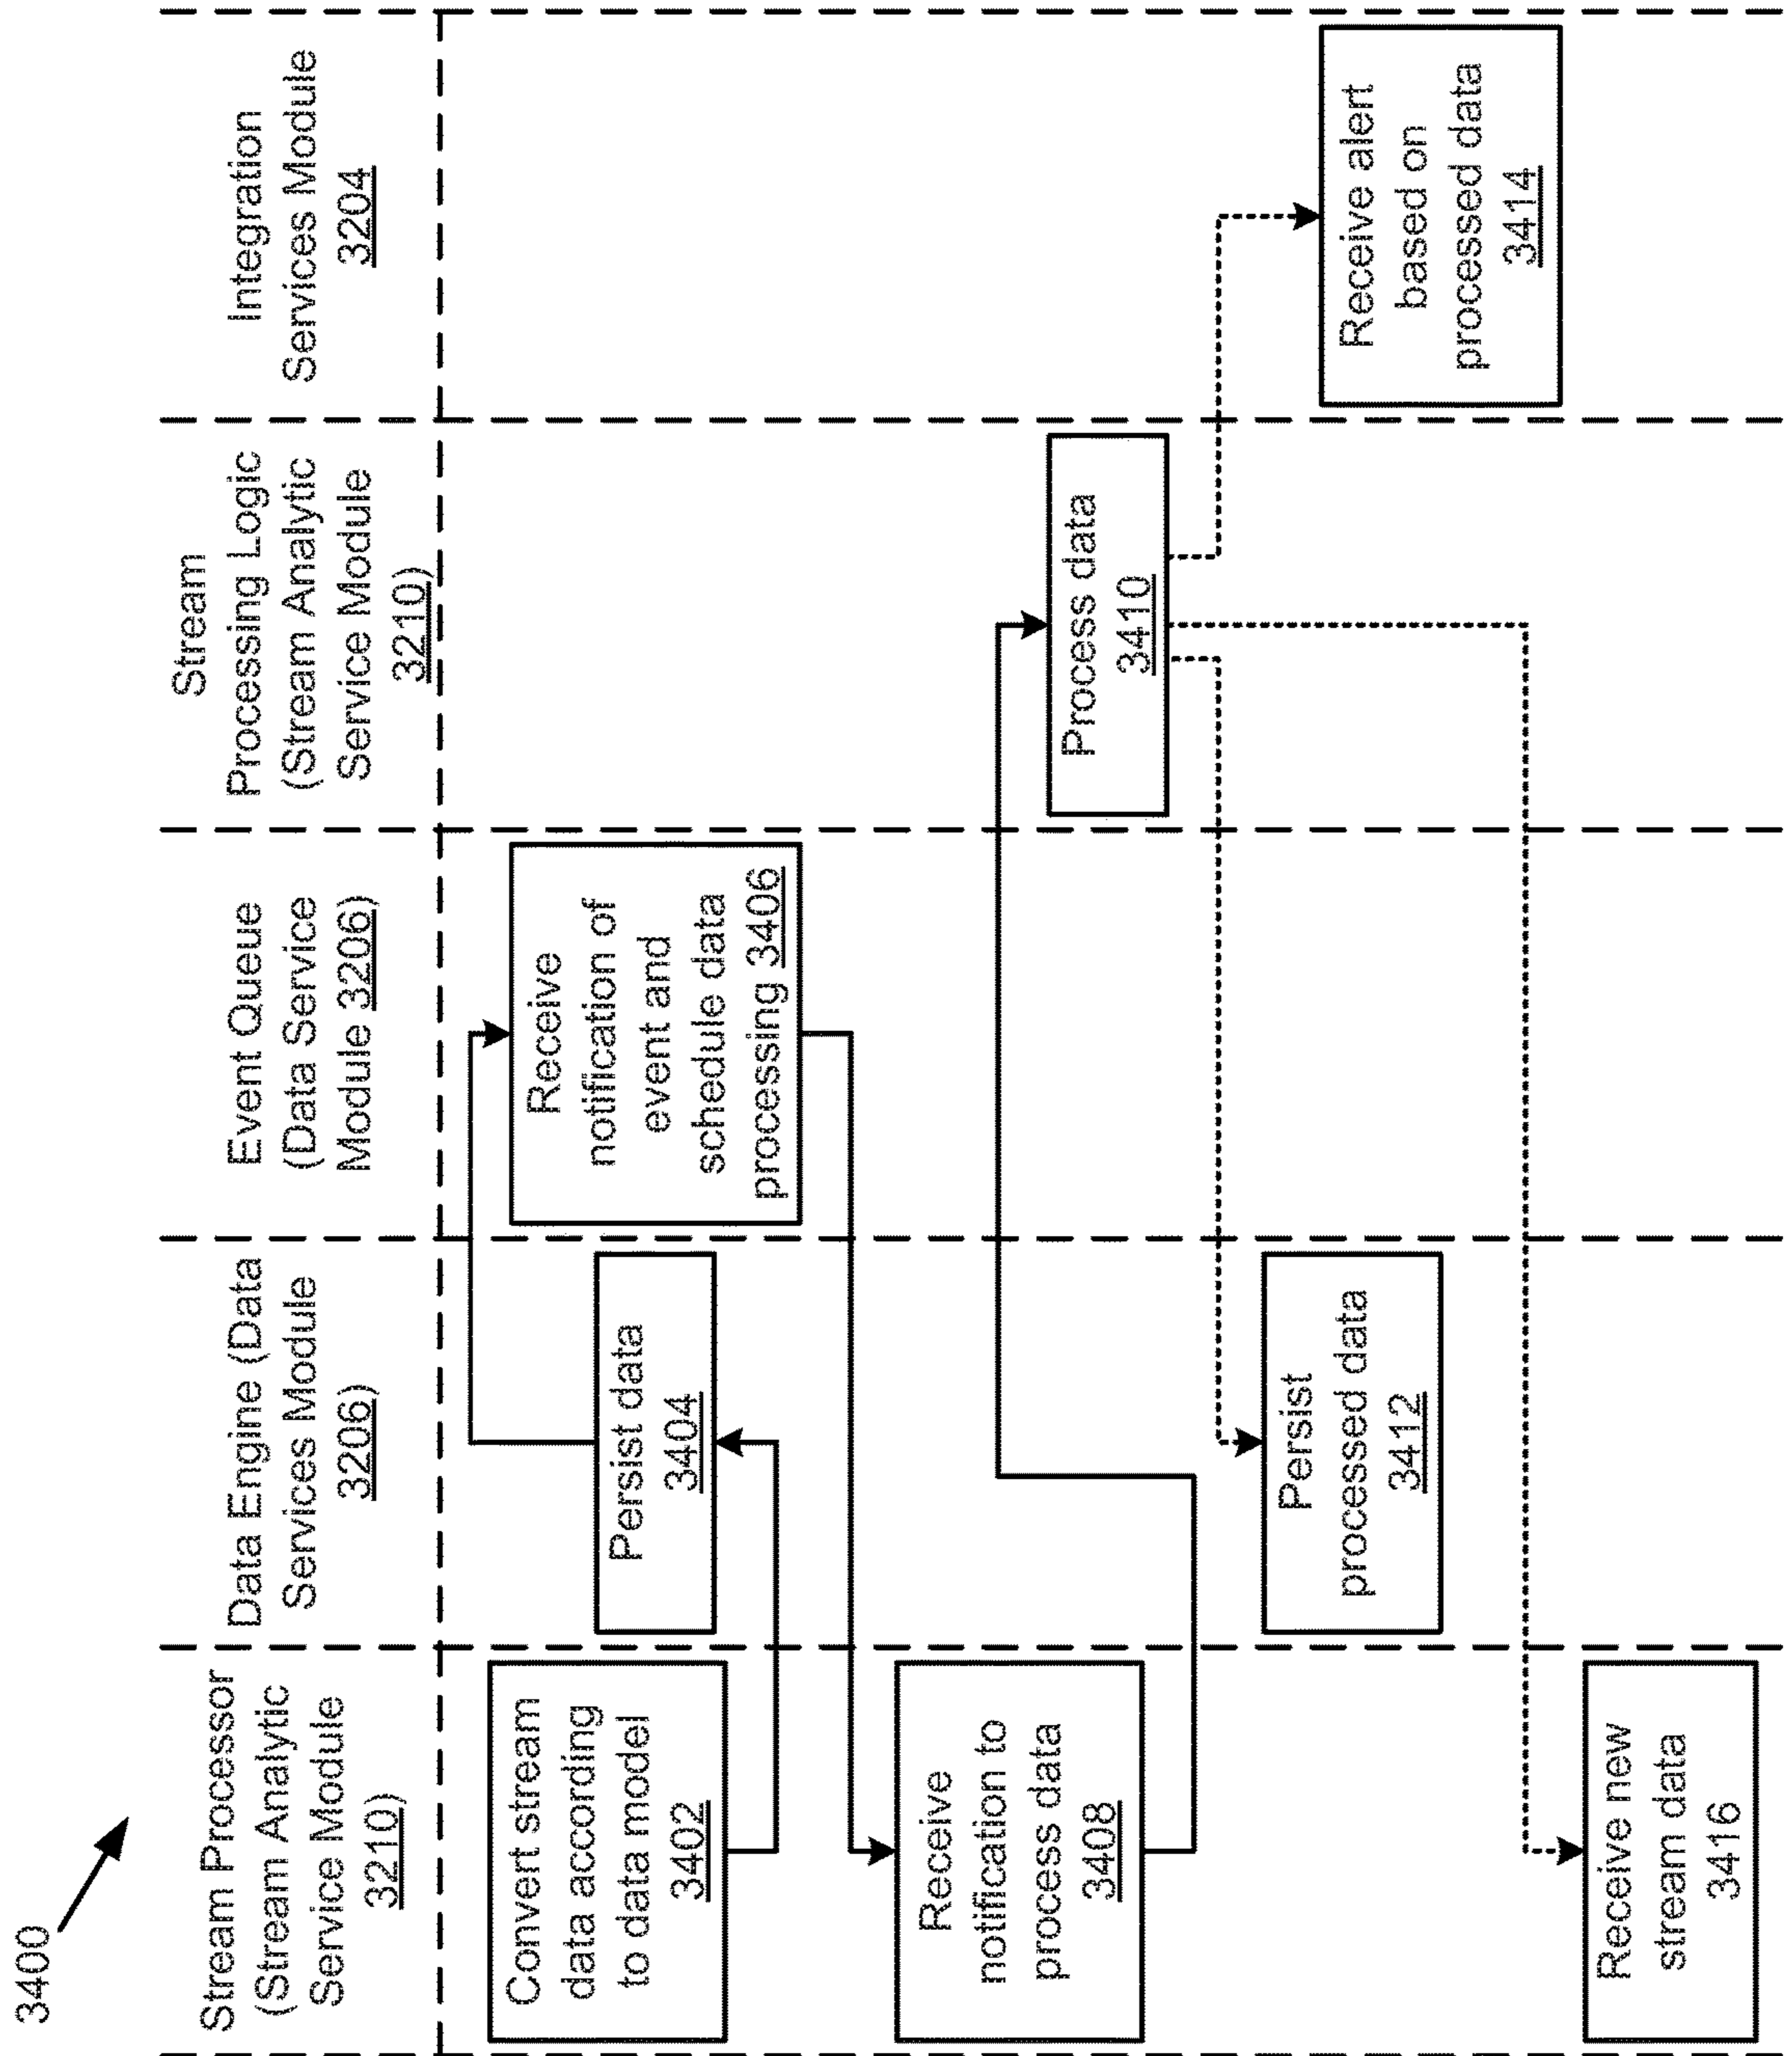 3400
Stream Processor
(Stream Analytic
Service Module
3210)
Data Engine (Data
Services Module
3206)
Event Queue
(Data Service
Module 3206)
Stream
Processing Logic
(Stream Analytic
Service Module
3210)
Integration
Services Module
3204
Convert stream
data according
to data model
3402
Persist data
3404
Receive
notification of
event and
schedule data
processing 3406
Receive
notification to
process data
3408
Process data
3410
Persist
processed data
3412
Receive alert
based on
processed data
3414
Receive new
stream data
3416